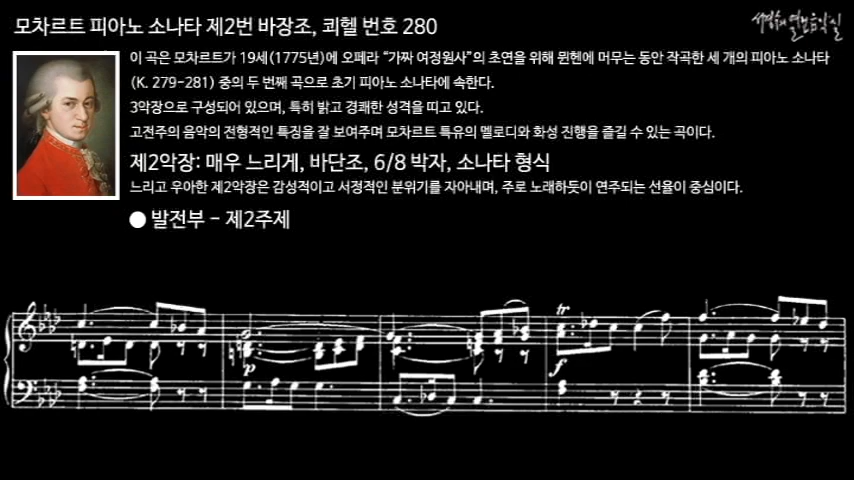 모차르트 피아노 소나타 제2번 바장조, 쾨헬 번호 280
서경수의 열린음악실
이 곡은 모차르트가 19세(1775년)에 오페라 “가짜 여정원사”의 초연을 위해 뮌헨에 머무는 동안 작곡한 세 개의 피아노 소나타
(K. 279-281) 중의 두 번째 곡으로 초기 피아노 소나타에 속한다.
3악장으로 구성되어 있으며, 특히 밝고 경쾌한 성격을 띠고 있다.
고전주의 음악의 전형적인 특징을 잘 보여주며 모차르트 특유의 멜로디와 화성 진행을 즐길 수 있는 곡이다.
제2악장: 매우 느리게, 바단조, 6/8 박자, 소나타 형식
느리고 우아한 제2악장은 감성적이고 서정적인 분위기를 자아내며, 주로 노래하듯이 연주되는 선율이 중심이다.
● 발전부 - 제2주제
tr
p
f